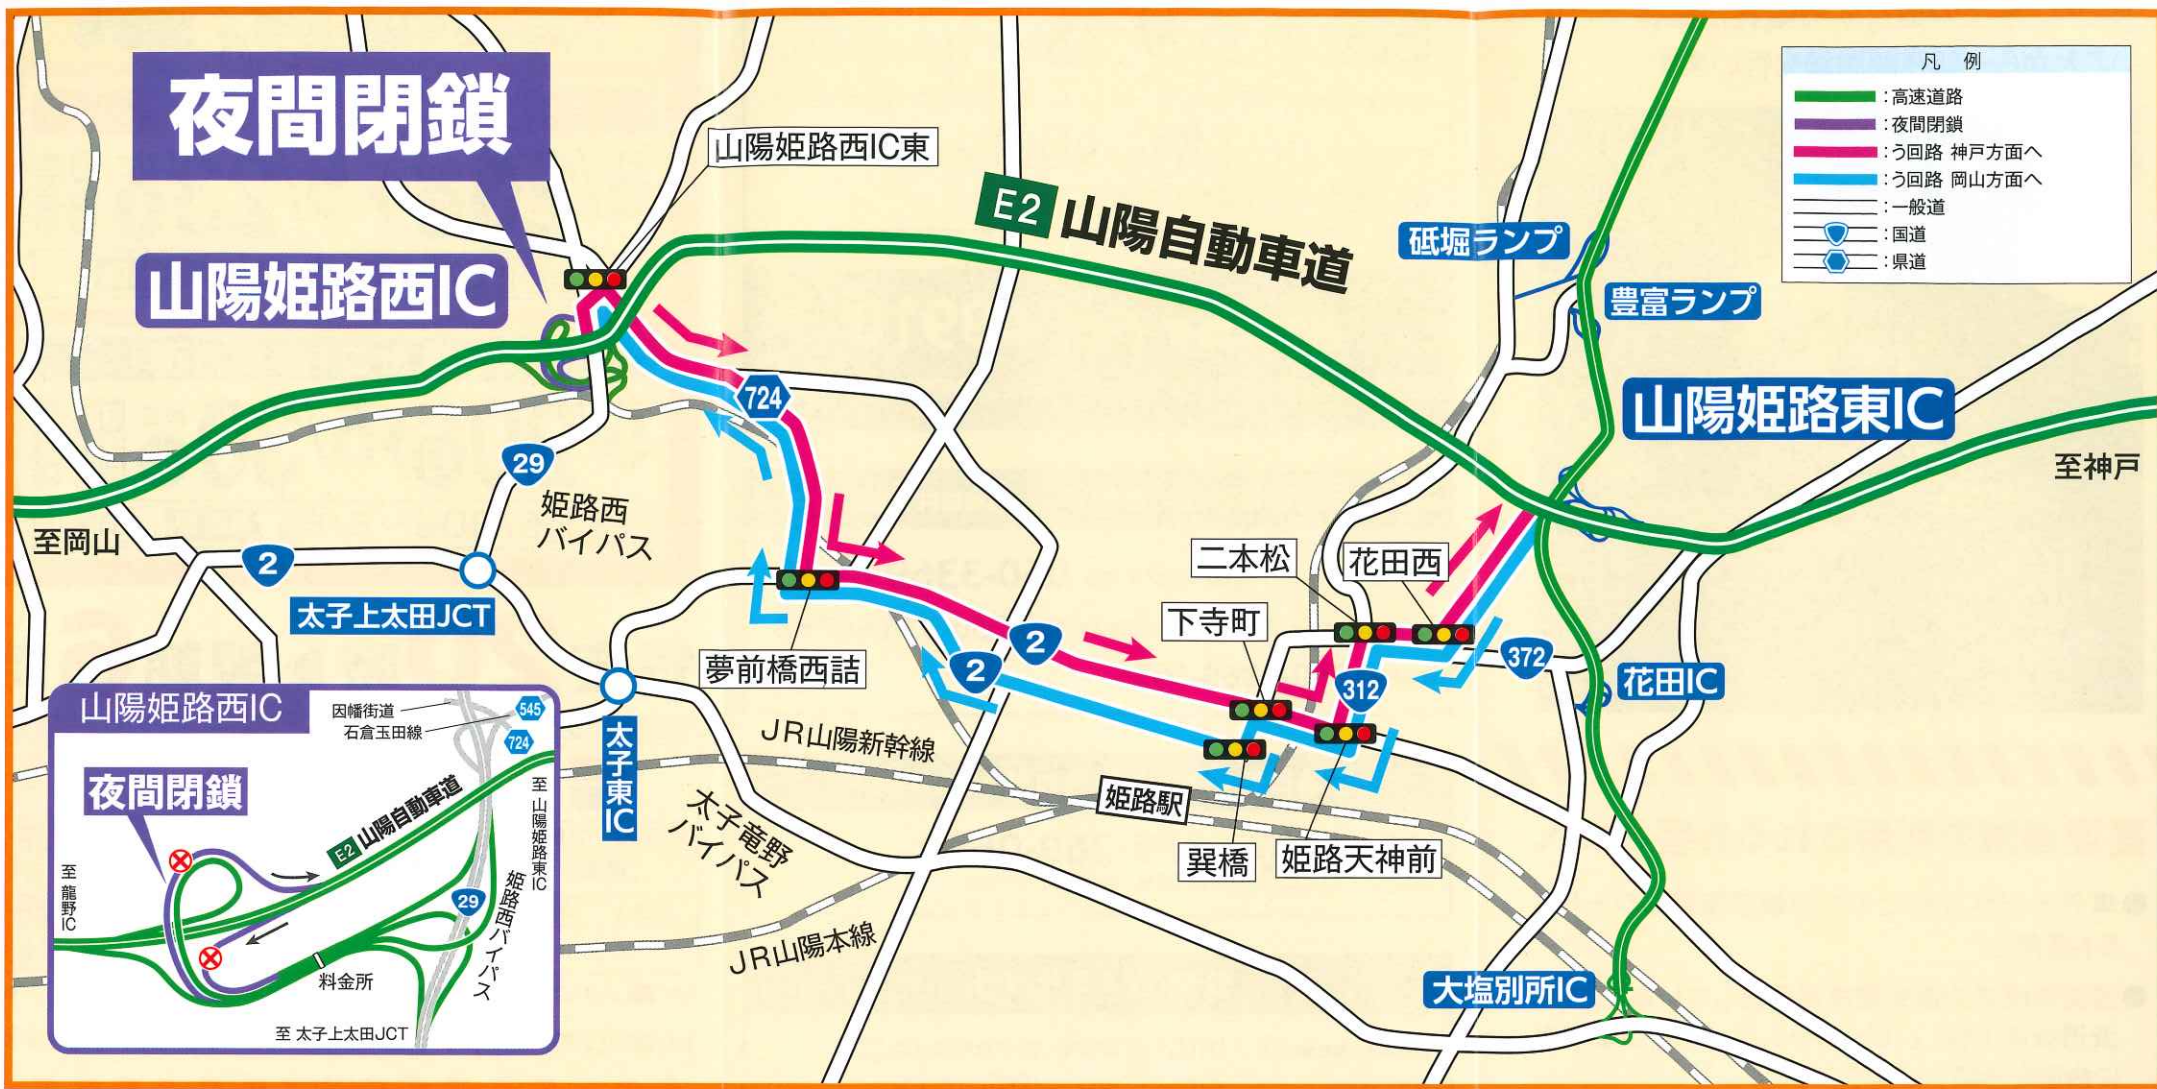 夜間閉鎖
山陽姫路西IC
山陽姫路西IC東
E2 山陽自動車道
凡 例
:高速道路
:夜間閉鎖
:う回路 神戸方面へ
:う回路 岡山方面へ
:一般道
:国道
:県道
砥堀ランプ
豊富ランプ
山陽姫路東IC
至神戸
724
29
姫路西
バイパス
至岡山
2
太子上太田JCT
二本松
花田西
下寺町
夢前橋西詰
2
2
312
372
花田IC
太子東IC
JR山陽新幹線
太子竜野
バイパス
姫路駅
巽橋
姫路天神前
JR山陽本線
大塩別所IC
山陽姫路西IC
因幡街道
石倉玉田線
545
724
夜間閉鎖
E2 山陽自動車道
至 山陽姫路東IC
至 龍野IC
29
姫路西バイパス
料金所
至 太子上太田JCT